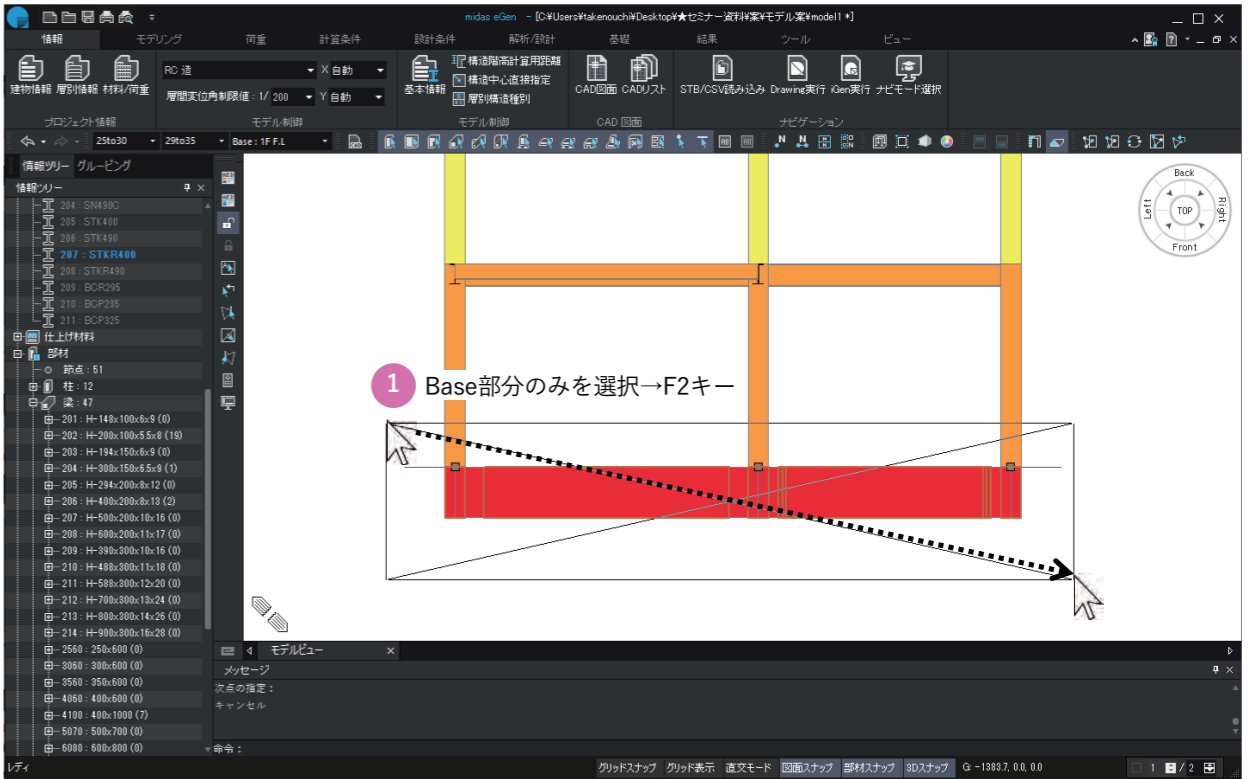 midas eGen - [C:¥Users¥takenouchi¥Desktop¥★セミナー資料¥案¥モデル案¥model1 *]
情報 モデリング 荷重 計算条件 設計条件 解析/設計 基礎 結果 ツール ビュー
RC 造 X 自動
層間変位角制限値 : 1/ 200 Y 自動
建物情報 層別情報 材料/荷重
基本情報
構造階高計算用距離
構造中心直接指定
層別構造種別
CAD図面 CADリスト
STB/CSV読み込み Drawing実行 iGen実行 ナビモード選択
プロジェクト情報 モデル制御 モデル制御 CAD 図面 ナビゲーション
25to30 29to35 Base : 1F F.L
情報ツリー グルーピング
情報ツリー
204 : SN490C
205 : STK400
206 : STK490
207 : STKR400
208 : STKR490
209 : BCR295
210 : BCP235
211 : BCP325
仕上げ材料
部材
節点 : 51
柱 : 12
梁 : 47
201 : H-148x100x6x9 (0)
202 : H-200x100x5.5x8 (19)
203 : H-194x150x6x9 (0)
204 : H-300x150x6.5x9 (1)
205 : H-294x200x8x12 (0)
206 : H-400x200x8x13 (2)
207 : H-500x200x10x16 (0)
208 : H-600x200x11x17 (0)
209 : H-390x300x10x16 (0)
210 : H-488x300x11x18 (0)
211 : H-588x300x12x20 (0)
212 : H-700x300x13x24 (0)
213 : H-800x300x14x26 (0)
214 : H-900x300x16x28 (0)
2560 : 250x600 (0)
3060 : 300x600 (0)
3560 : 350x600 (0)
4060 : 400x600 (0)
4100 : 400x1000 (7)
5070 : 500x700 (0)
6080 : 600x800 (0)
Back
Left TOP Right
Front
1 Base部分のみを選択→F2キー
モデルビュー
メッセージ
次点の指定 :
キャンセル
命令 :
レディ グリッドスナップ グリッド表示 直交モード 図面スナップ 部材スナップ 3Dスナップ G: -1383.7, 0.0, 0.0 1 / 2